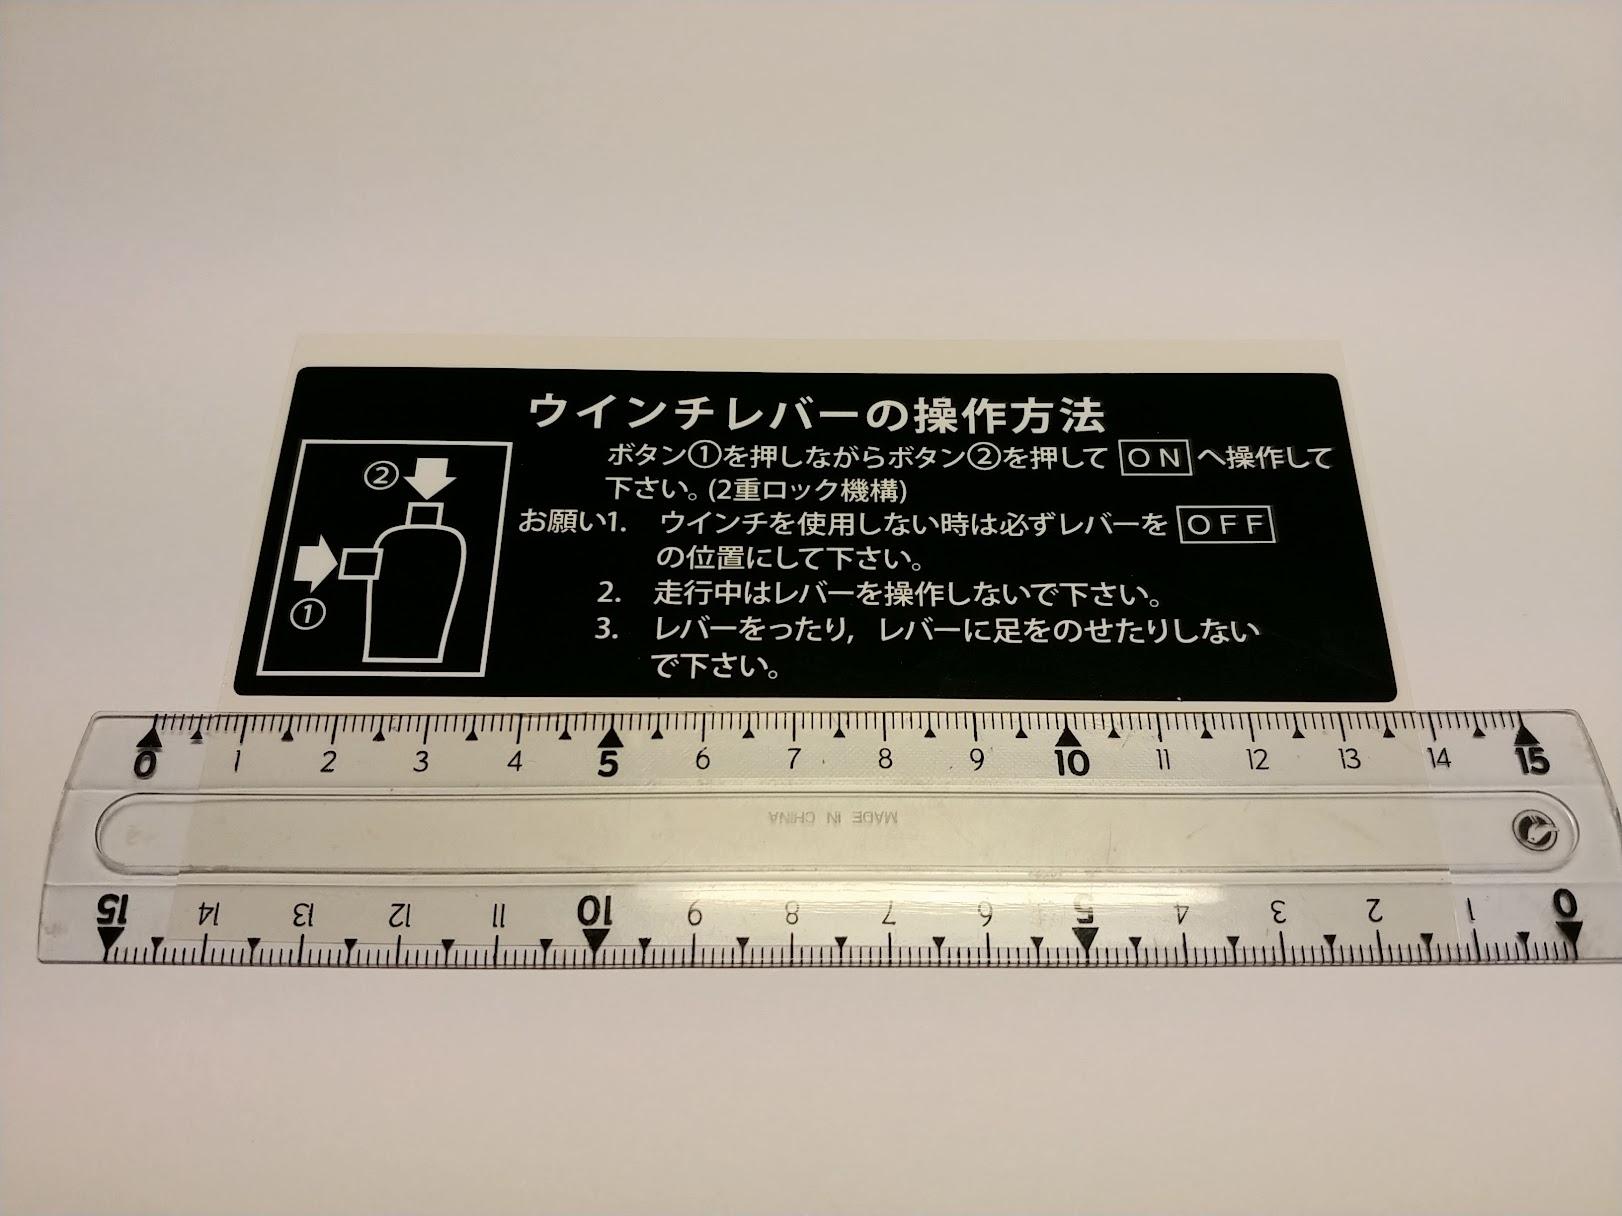 ウインチレバーの操作方法
ボタン①を押しながらボタン②を押して ON へ操作して
下さい。(2重ロック機構)
お願い1. ウインチを使用しない時は必ずレバーを OFF
の位置にして下さい。
2. 走行中はレバーを操作しないで下さい。
3. レバーをったり, レバーに足をのせたりしない
で下さい。
②
①
0 1 2 3 4 5 6 7 8 9 10 11 12 13 14 15
MADE IN CHINA
15 14 13 12 11 10 9 8 7 6 5 4 3 2 1 0